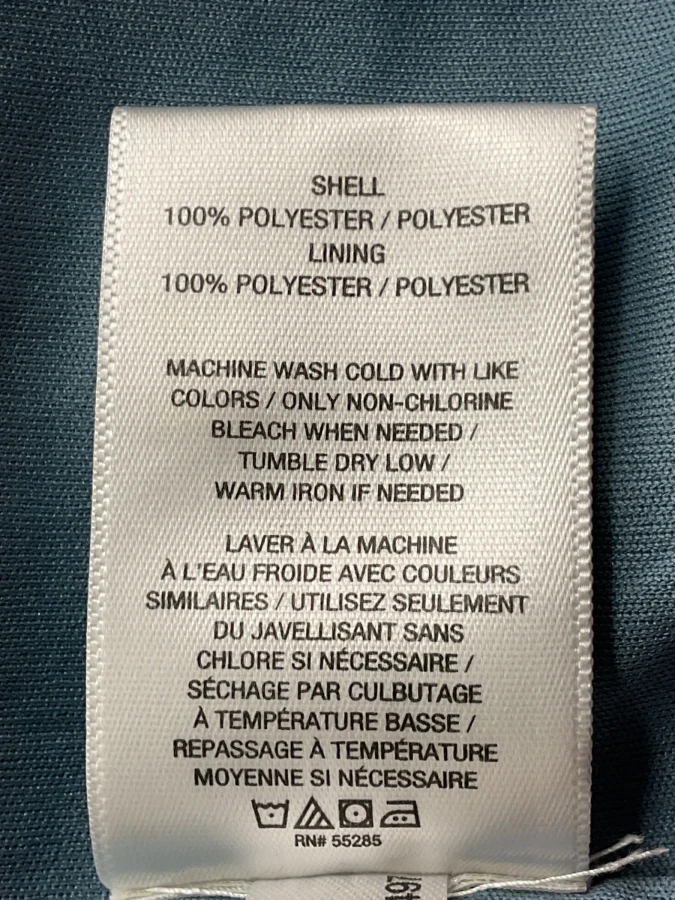 SHELL
100% POLYESTER / POLYESTER
LINING
100% POLYESTER / POLYESTER
MACHINE WASH COLD WITH LIKE
COLORS / ONLY NON-CHLORINE
BLEACH WHEN NEEDED /
TUMBLE DRY LOW /
WARM IRON IF NEEDED
LAVER À LA MACHINE
À L'EAU FROIDE AVEC COULEURS
SIMILAIRES / UTILISEZ SEULEMENT
DU JAVELLISANT SANS
CHLORE SI NÉCESSAIRE /
SÉCHAGE PAR CULBUTAGE
À TEMPÉRATURE BASSE /
REPASSAGE À TEMPÉRATURE
MOYENNE SI NÉCESSAIRE
RN# 55285